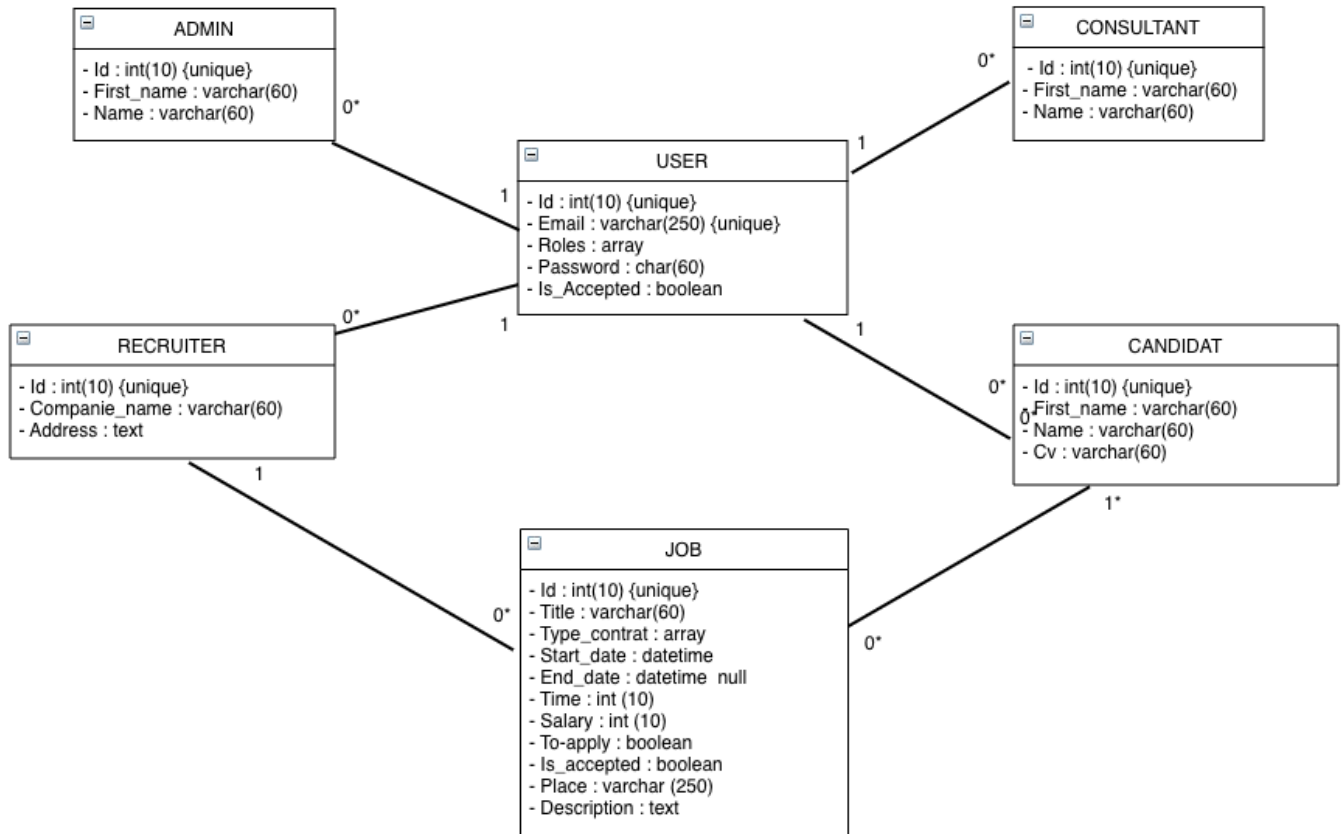 ADMIN
- Id : int(10) {unique}
- First_name : varchar(60)
- Name : varchar(60)
0*
1
CONSULTANT
- Id : int(10) {unique}
- First_name : varchar(60)
- Name : varchar(60)
0*
1
USER
- Id : int(10) {unique}
- Email : varchar(250) {unique}
- Roles : array
- Password : char(60)
- Is_Accepted : boolean
0*
1
RECRUITER
- Id : int(10) {unique}
- Companie_name : varchar(60)
- Address : text
1
0*
1
0*
0*
CANDIDAT
- Id : int(10) {unique}
- First_name : varchar(60)
- Name : varchar(60)
- Cv : varchar(60)
1*
0*
JOB
- Id : int(10) {unique}
- Title : varchar(60)
- Type_contrat : array
- Start_date : datetime
- End_date : datetime  null
- Time : int (10)
- Salary : int (10)
- To-apply : boolean
- Is_accepted : boolean
- Place : varchar (250)
- Description : text